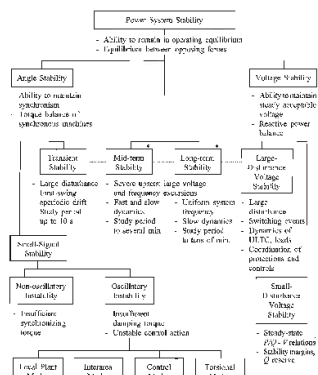 Power System Stability
- Ability to remain in operating equilibrium
- Equilibrium between opposing forces
Angle Stability
- Ability to maintain
synchronism
- Torque balance of
synchronous machines
Voltage Stability
- Ability to maintain
steady acceptable
voltage
- Reactive power
balance
Transient
Stability
- Large disturbance
- First-swing
aperiodic drift
- Study period
up to 10 s
Mid-term
Stability
Long-term
Stability
- Severe upsets; large voltage
and frequency excursions
- Fast and slow
dynamics
- Study period
to several min
- Uniform system
frequency
- Slow dynamics
- Study period
to tens of min.
Large-
Disturbance
Voltage
Stability
- Large
disturbance
- Switching events
- Dynamics of
ULTC, loads
- Coordination of
protections and
controls
Small-Signal
Stability
Non-oscillatory
Instability
- Insufficient
synchronizing
torque
Oscillatory
Instability
- Insufficient
damping torque
- Unstable control action
Small-
Disturbance
Voltage
Stability
- Steady-state
P/Q - V relations
- Stability margins,
Q reserve
Local Plant
Interarea
Control
Torsional